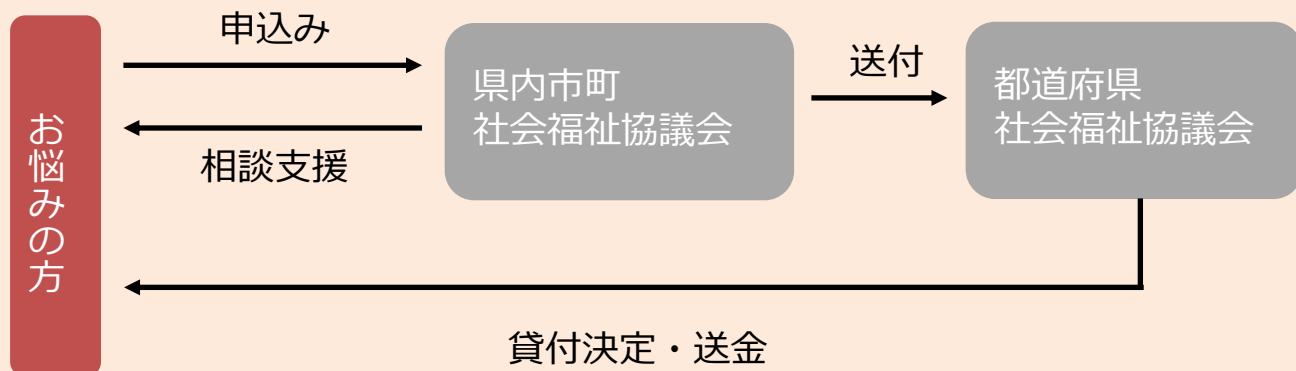 お悩みの方
申込み
相談支援
県内市町
社会福祉協議会
送付
都道府県
社会福祉協議会
貸付決定・送金